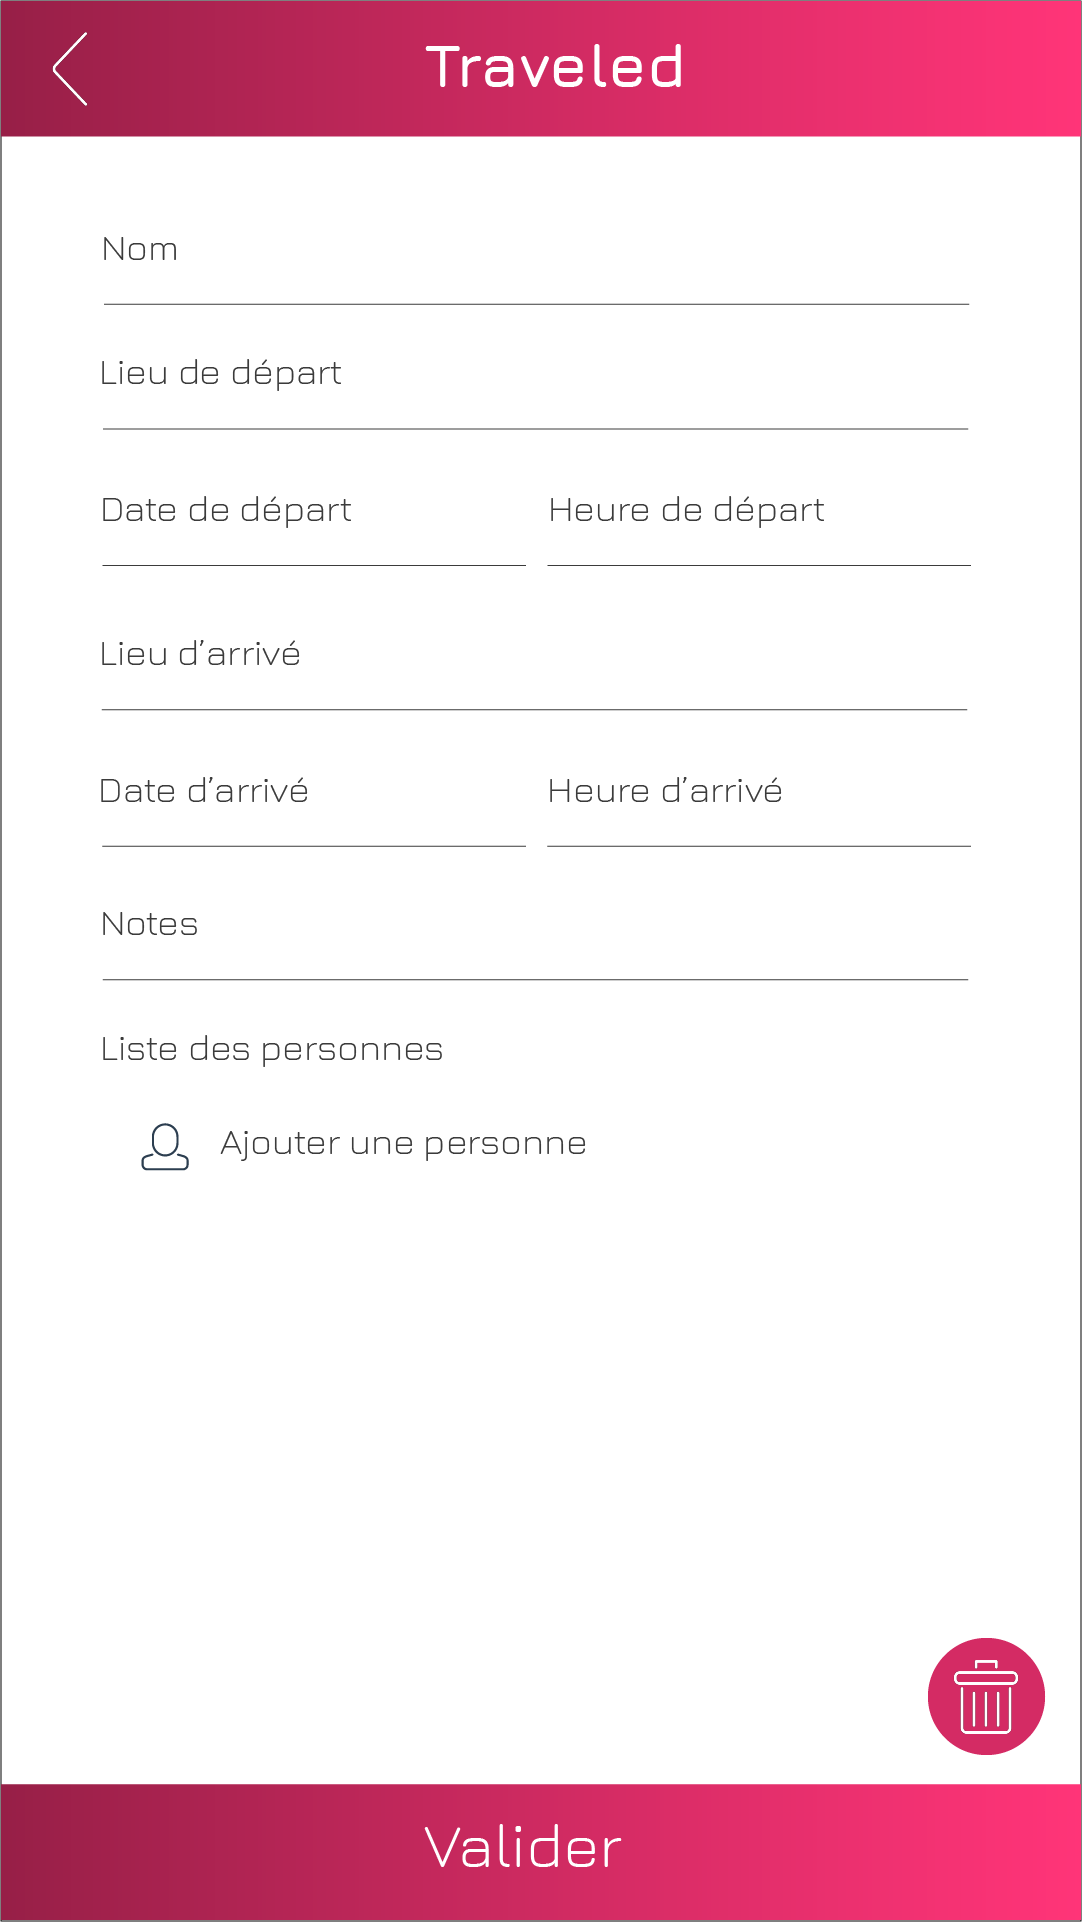 Traveled
Nom
Lieu de départ
Date de départ
Heure de départ
Lieu d’arrivé
Date d’arrivé
Heure d’arrivé
Notes
Liste des personnes
Ajouter une personne
Valider